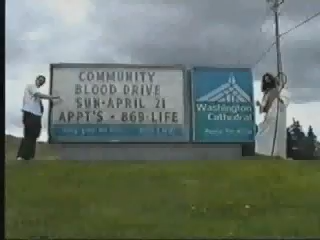 COMMUNITY
BLOOD DRIVE
SUN·APRIL 21
APPT'S • 869-LIFE
Washington
Cathedral